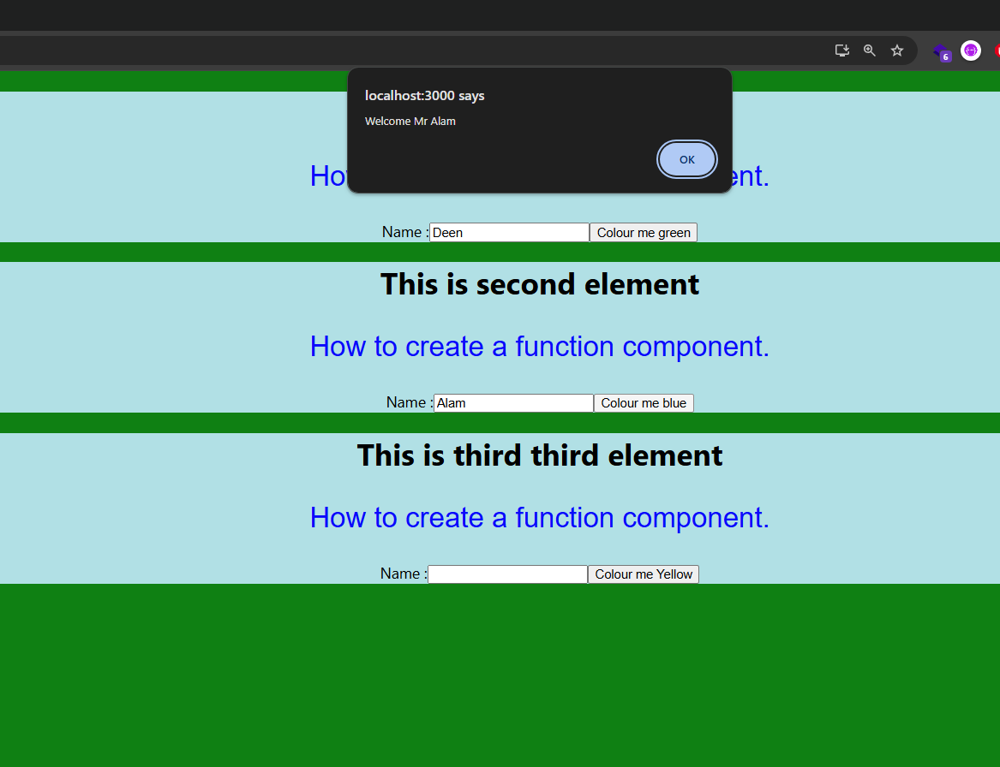 6
localhost:3000 says
Welcome Mr Alam
OK
Ho ent.
Name : Deen Colour me green
This is second element
How to create a function component.
Name : Alam Colour me blue
This is third third element
How to create a function component.
Name : Colour me Yellow